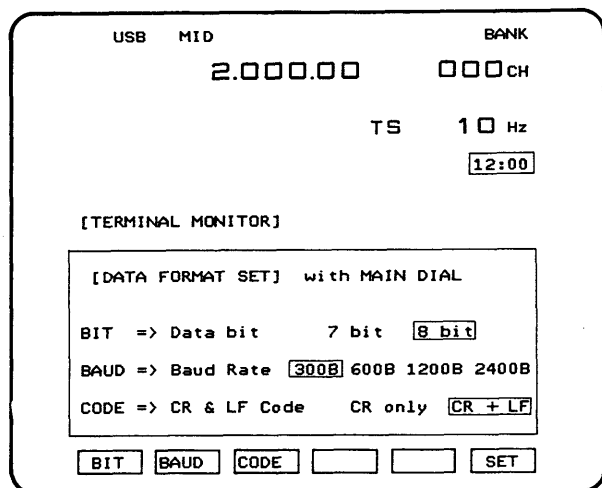 USB MID BANK
2.000.00 000 CH
TS 10 Hz
12:00
[TERMINAL MONITOR]
[DATA FORMAT SET] with MAIN DIAL
BIT => Data bit 7 bit 8 bit
BAUD => Baud Rate 300B 600B 1200B 2400B
CODE => CR & LF Code CR only CR + LF
BIT BAUD CODE SET